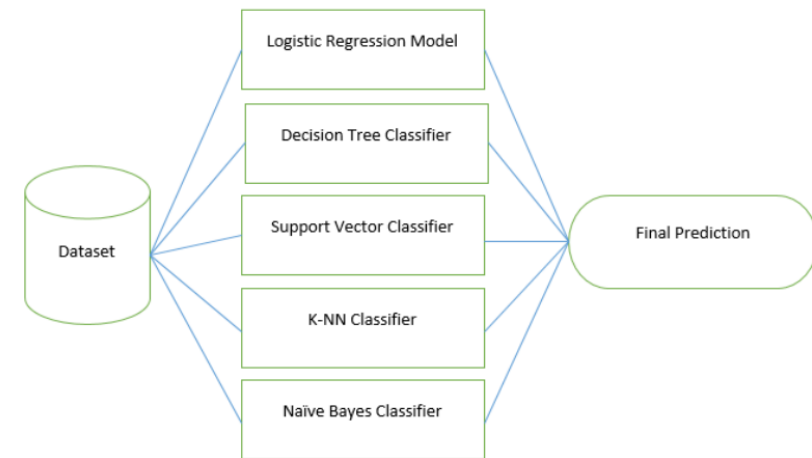 Logistic Regression Model
Decision Tree Classifier
Support Vector Classifier
Dataset
Final Prediction
K-NN Classifier
Naïve Bayes Classifier